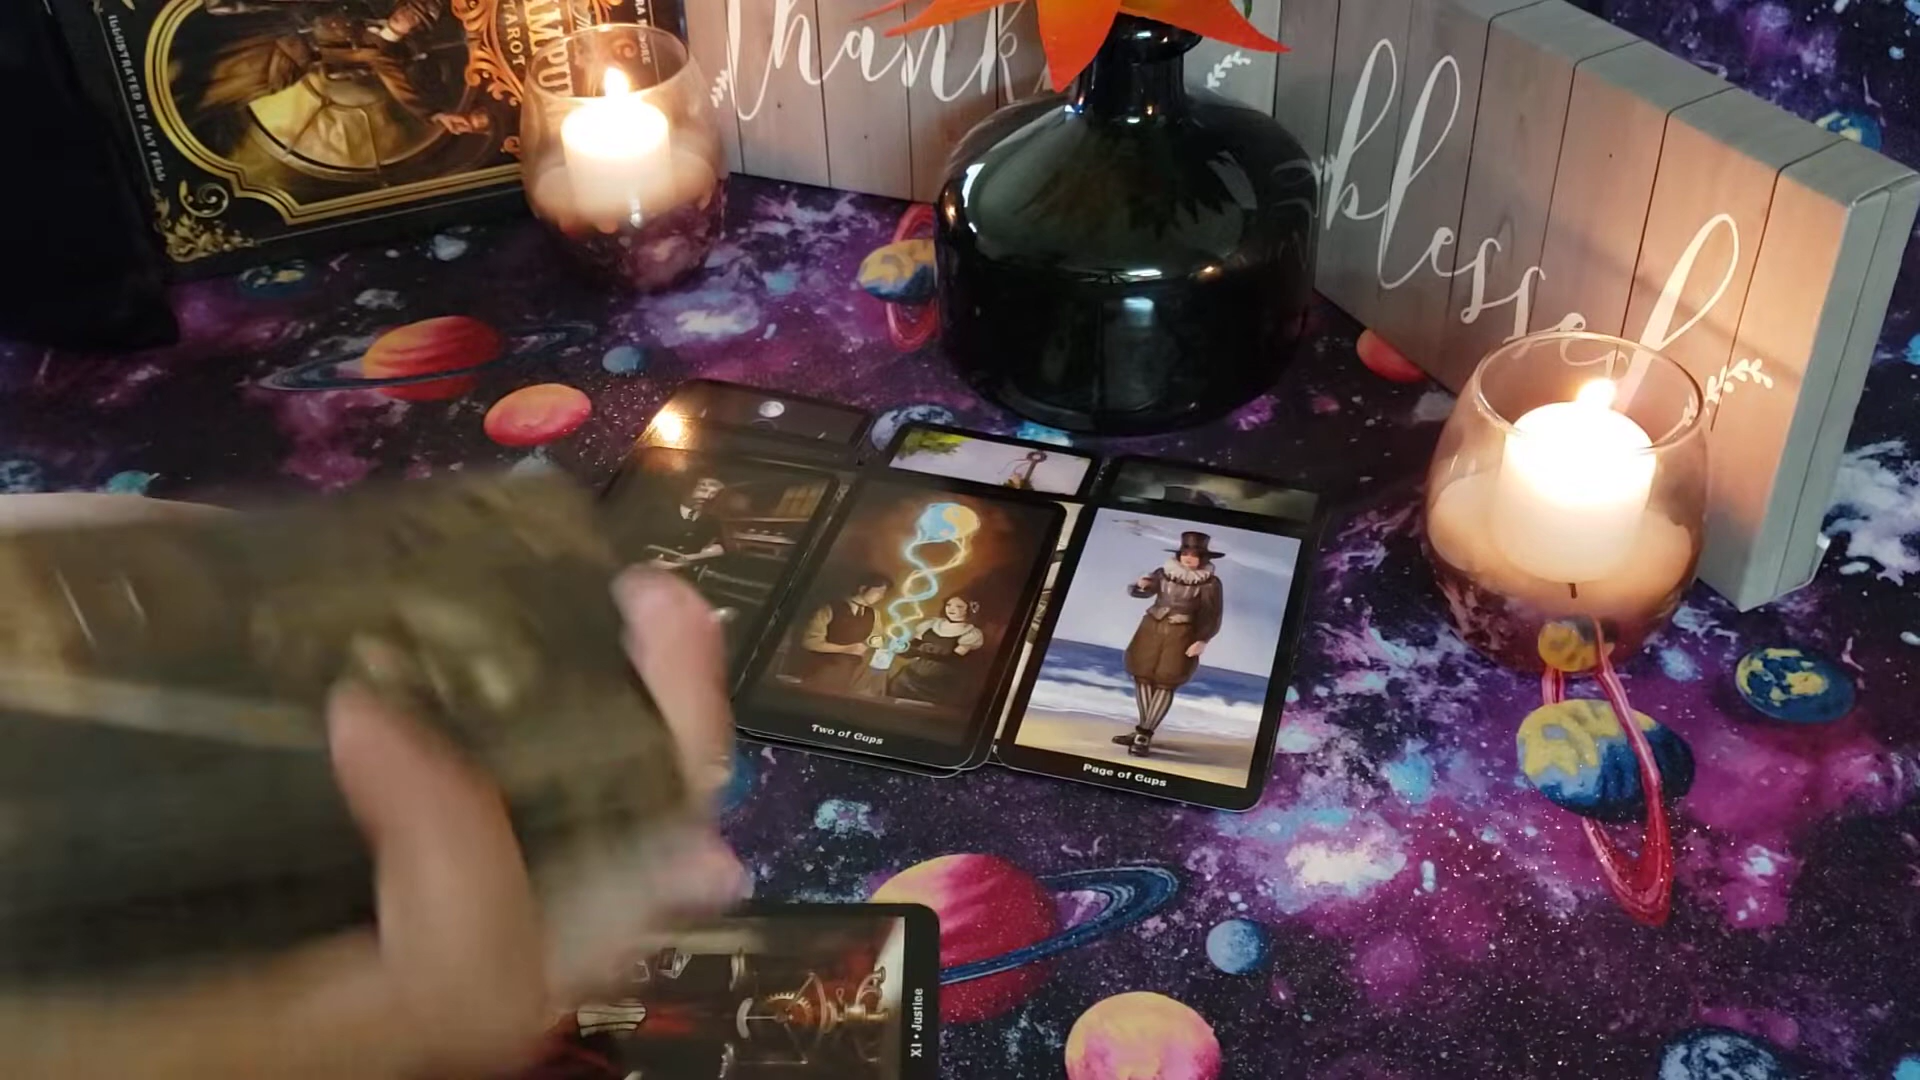 ILLUSTRATED BY ALY FELL
TAROT
thank
blessed
Two of Cups
Page of Cups
XI • Justice